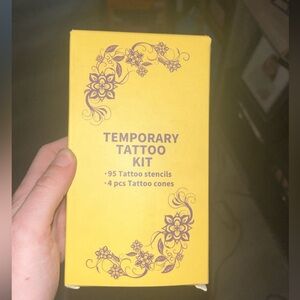 TEMPORARY
TATTOO
KIT
•95 Tattoo stencils
•4 pcs Tattoo cones